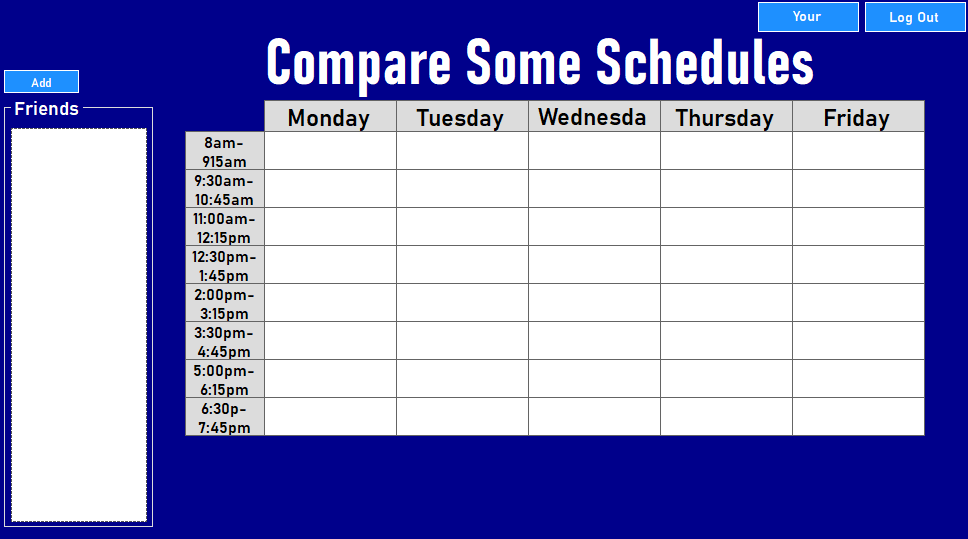 Your
Log Out
Compare Some Schedules
Add
Friends
Monday
Tuesday
Wednesda
Thursday
Friday
8am-
915am
9:30am-
10:45am
11:00am-
12:15pm
12:30pm-
1:45pm
2:00pm-
3:15pm
3:30pm-
4:45pm
5:00pm-
6:15pm
6:30p-
7:45pm